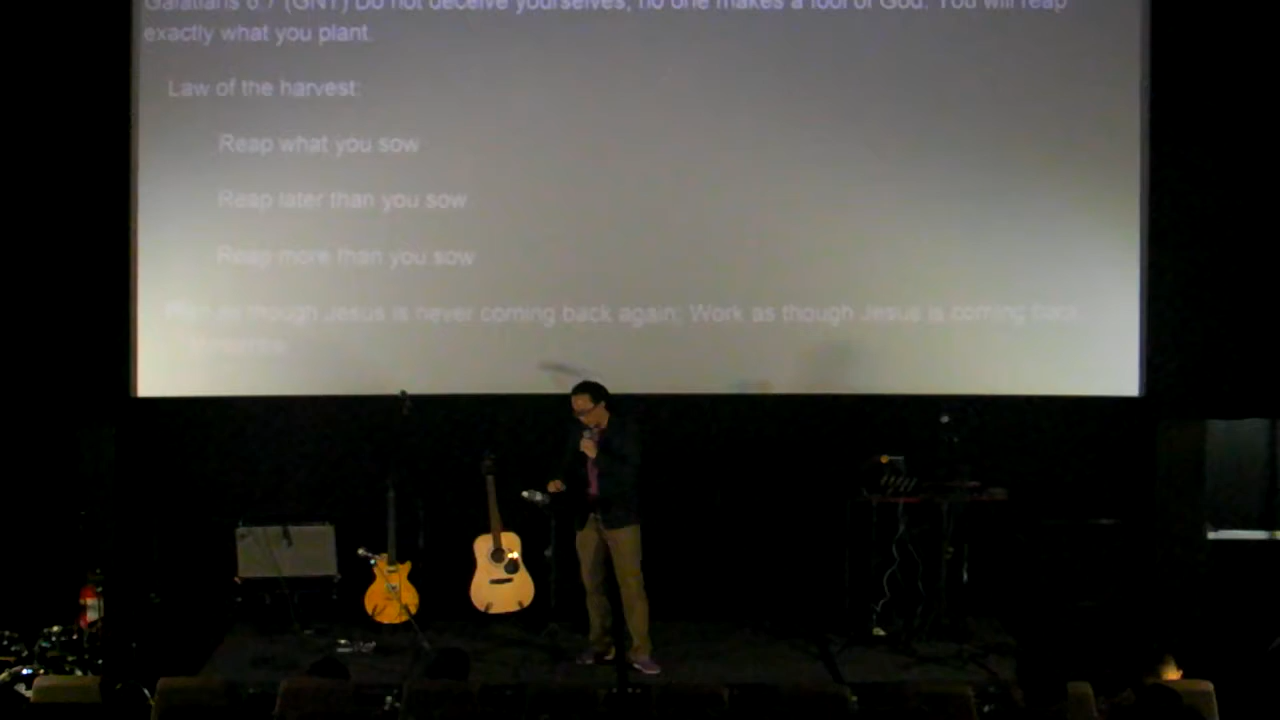 Galatians 6:7 (GNT) Do not deceive yourselves; no one makes a fool of God. You will reap
exactly what you plant.
Law of the harvest:
Reap what you sow
Reap later than you sow
Reap more than you sow
as though Jesus is never coming back again; Work as though Jesus is coming back